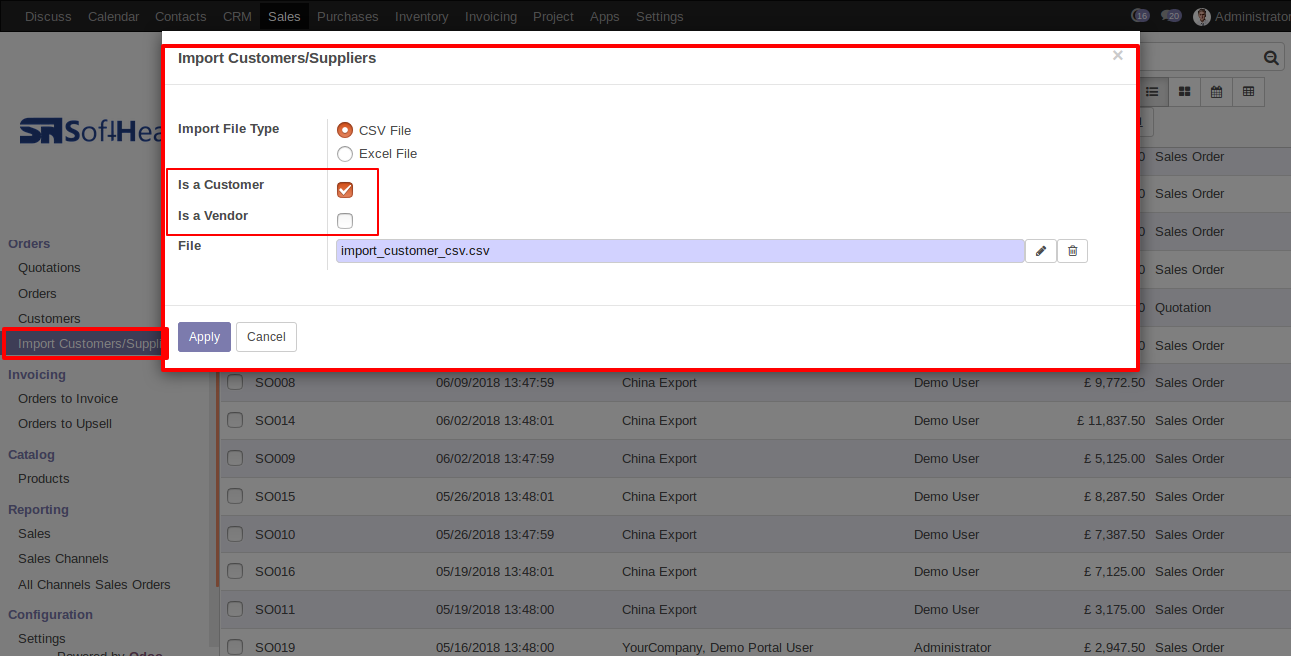 Discuss Calendar Contacts CRM Sales Purchases Inventory Invoicing Project Apps Settings 16 20 Administrator
Import Customers/Suppliers ×
Import File Type
CSV File
Excel File
Is a Customer
Is a Vendor
File import_customer_csv.csv
Apply Cancel
SoftHea
Orders
Quotations
Orders
Customers
Import Customers/Suppli
Invoicing
Orders to Invoice
Orders to Upsell
Catalog
Products
Reporting
Sales
Sales Channels
All Channels Sales Orders
Configuration
Settings
Powered by Odoo
0 Sales Order
0 Sales Order
0 Sales Order
0 Sales Order
0 Quotation
0 Sales Order
SO008 06/09/2018 13:47:59 China Export Demo User £ 9,772.50 Sales Order
SO014 06/02/2018 13:48:01 China Export Demo User £ 11,837.50 Sales Order
SO009 06/02/2018 13:47:59 China Export Demo User £ 5,125.00 Sales Order
SO015 05/26/2018 13:48:01 China Export Demo User £ 8,287.50 Sales Order
SO010 05/26/2018 13:47:59 China Export Demo User £ 7,387.50 Sales Order
SO016 05/19/2018 13:48:01 China Export Demo User £ 7,125.00 Sales Order
SO011 05/19/2018 13:48:00 China Export Demo User £ 3,175.00 Sales Order
SO019 05/16/2018 13:48:00 YourCompany, Demo Portal User Administrator £ 2,947.50 Sales Order